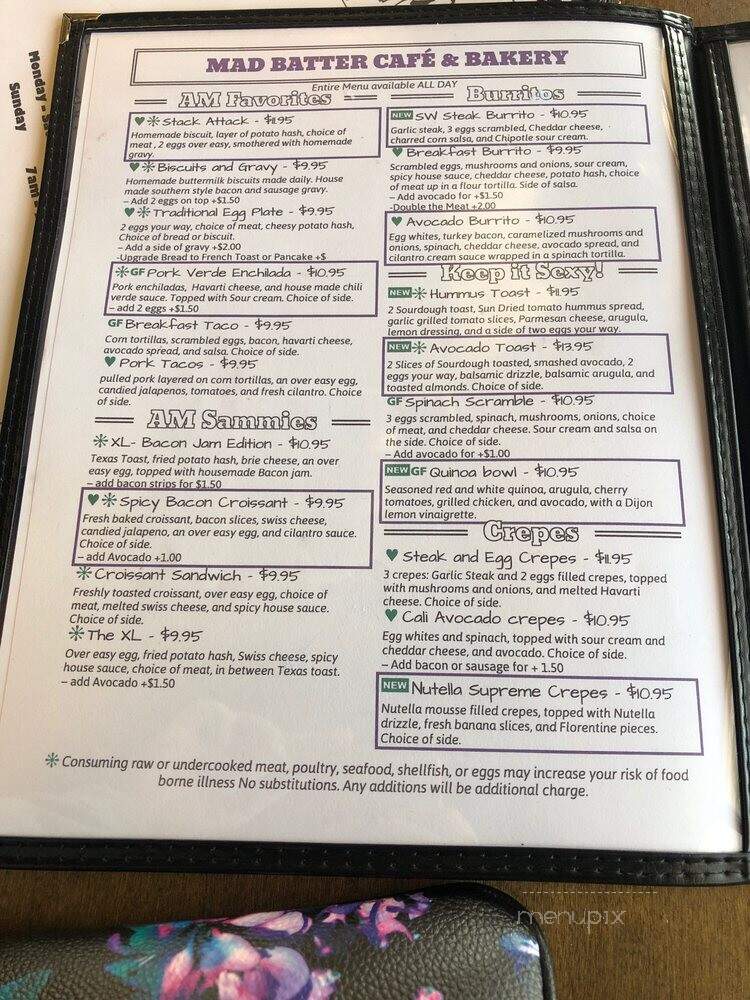 Monday - S
7am
Sunday
MAD BATTER CAFÉ & BAKERY
Entire Menu available ALL DAY
AM Favorites
♥✳Stack Attack - $11.95
Homemade biscuit, layer of potato hash, choice of
meat , 2 eggs over easy, smothered with homemade
gravy.
♥✳Biscuits and Gravy - $9.95
Homemade buttermilk biscuits made daily. House
made southern style bacon and sausage gravy.
– Add 2 eggs on top +$1.50
♥✳Traditional Egg Plate - $9.95
2 eggs your way, choice of meat, cheesy potato hash,
Choice of bread or biscuit.
– Add a side of gravy +$2.00
-Upgrade Bread to French Toast or Pancake +$
✳GF Pork Verde Enchilada - $10.95
Pork enchiladas, Havarti cheese, and house made chili
verde sauce. Topped with Sour cream. Choice of side.
– add 2 eggs +$1.50
GF Breakfast Taco - $9.95
Corn tortillas, scrambled eggs, bacon, havarti cheese,
avocado spread, and salsa. Choice of side.
♥ Pork Tacos - $9.95
pulled pork layered on corn tortillas, an over easy egg,
candied jalapenos, tomatoes, and fresh cilantro. Choice
of side.
AM Sammies
✳XL- Bacon Jam Edition - $10.95
Texas Toast, fried potato hash, brie cheese, an over
easy egg, topped with housemade Bacon jam.
– add bacon strips for $1.50
♥✳Spicy Bacon Croissant - $9.95
Fresh baked croissant, bacon slices, swiss cheese,
candied jalapeno, an over easy egg, and cilantro sauce.
Choice of side.
– add Avocado +1.00
✳Croissant Sandwich - $9.95
Freshly toasted croissant, over easy egg, choice of
meat, melted swiss cheese, and spicy house sauce.
Choice of side.
✳The XL - $9.95
Over easy egg, fried potato hash, Swiss cheese, spicy
house sauce, choice of meat, in between Texas toast.
– add Avocado +$1.50
Burritos
NEW SW Steak Burrito - $10.95
Garlic steak, 3 eggs scrambled, Cheddar cheese,
charred corn salsa, and Chipotle sour cream.
♥ Breakfast Burrito - $9.95
Scrambled eggs, mushrooms and onions, sour cream,
spicy house sauce, cheddar cheese, potato hash, choice
of meat up in a flour tortilla. Side of salsa.
– Add avocado for +$1.50
-Double the Meat +2.00
♥ Avocado Burrito - $10.95
Egg whites, turkey bacon, caramelized mushrooms and
onions, spinach, cheddar cheese, avocado spread, and
cilantro cream sauce wrapped in a spinach tortilla.
Keep it Sexy!
NEW✳ Hummus Toast - $11.95
2 Sourdough toast, Sun Dried tomato hummus spread,
garlic grilled tomato slices, Parmesan cheese, arugula,
lemon dressing, and a side of two eggs your way.
NEW✳ Avocado Toast - $13.95
2 Slices of Sourdough toasted, smashed avocado, 2
eggs your way, balsamic drizzle, balsamic arugula, and
toasted almonds. Choice of side.
GF Spinach Scramble - $10.95
3 eggs scrambled, spinach, mushrooms, onions, choice
of meat, and cheddar cheese. Sour cream and salsa on
the side. Choice of side.
– Add avocado for +$1.00
NEW GF Quinoa bowl - $10.95
Seasoned red and white quinoa, arugula, cherry
tomatoes, grilled chicken, and avocado, with a Dijon
lemon vinaigrette.
Crepes
♥ Steak and Egg Crepes - $11.95
3 crepes: Garlic Steak and 2 eggs filled crepes, topped
with mushrooms and onions, and melted Havarti
cheese. Choice of side.
♥ Cali Avocado crepes - $10.95
Egg whites and spinach, topped with sour cream and
cheddar cheese, and avocado. Choice of side.
– Add bacon or sausage for + 1.50
NEW Nutella Supreme Crepes - $10.95
Nutella mousse filled crepes, topped with Nutella
drizzle, fresh banana slices, and Florentine pieces.
Choice of side.
✳ Consuming raw or undercooked meat, poultry, seafood, shellfish, or eggs may increase your risk of food
borne illness No substitutions. Any additions will be additional charge.
menupix